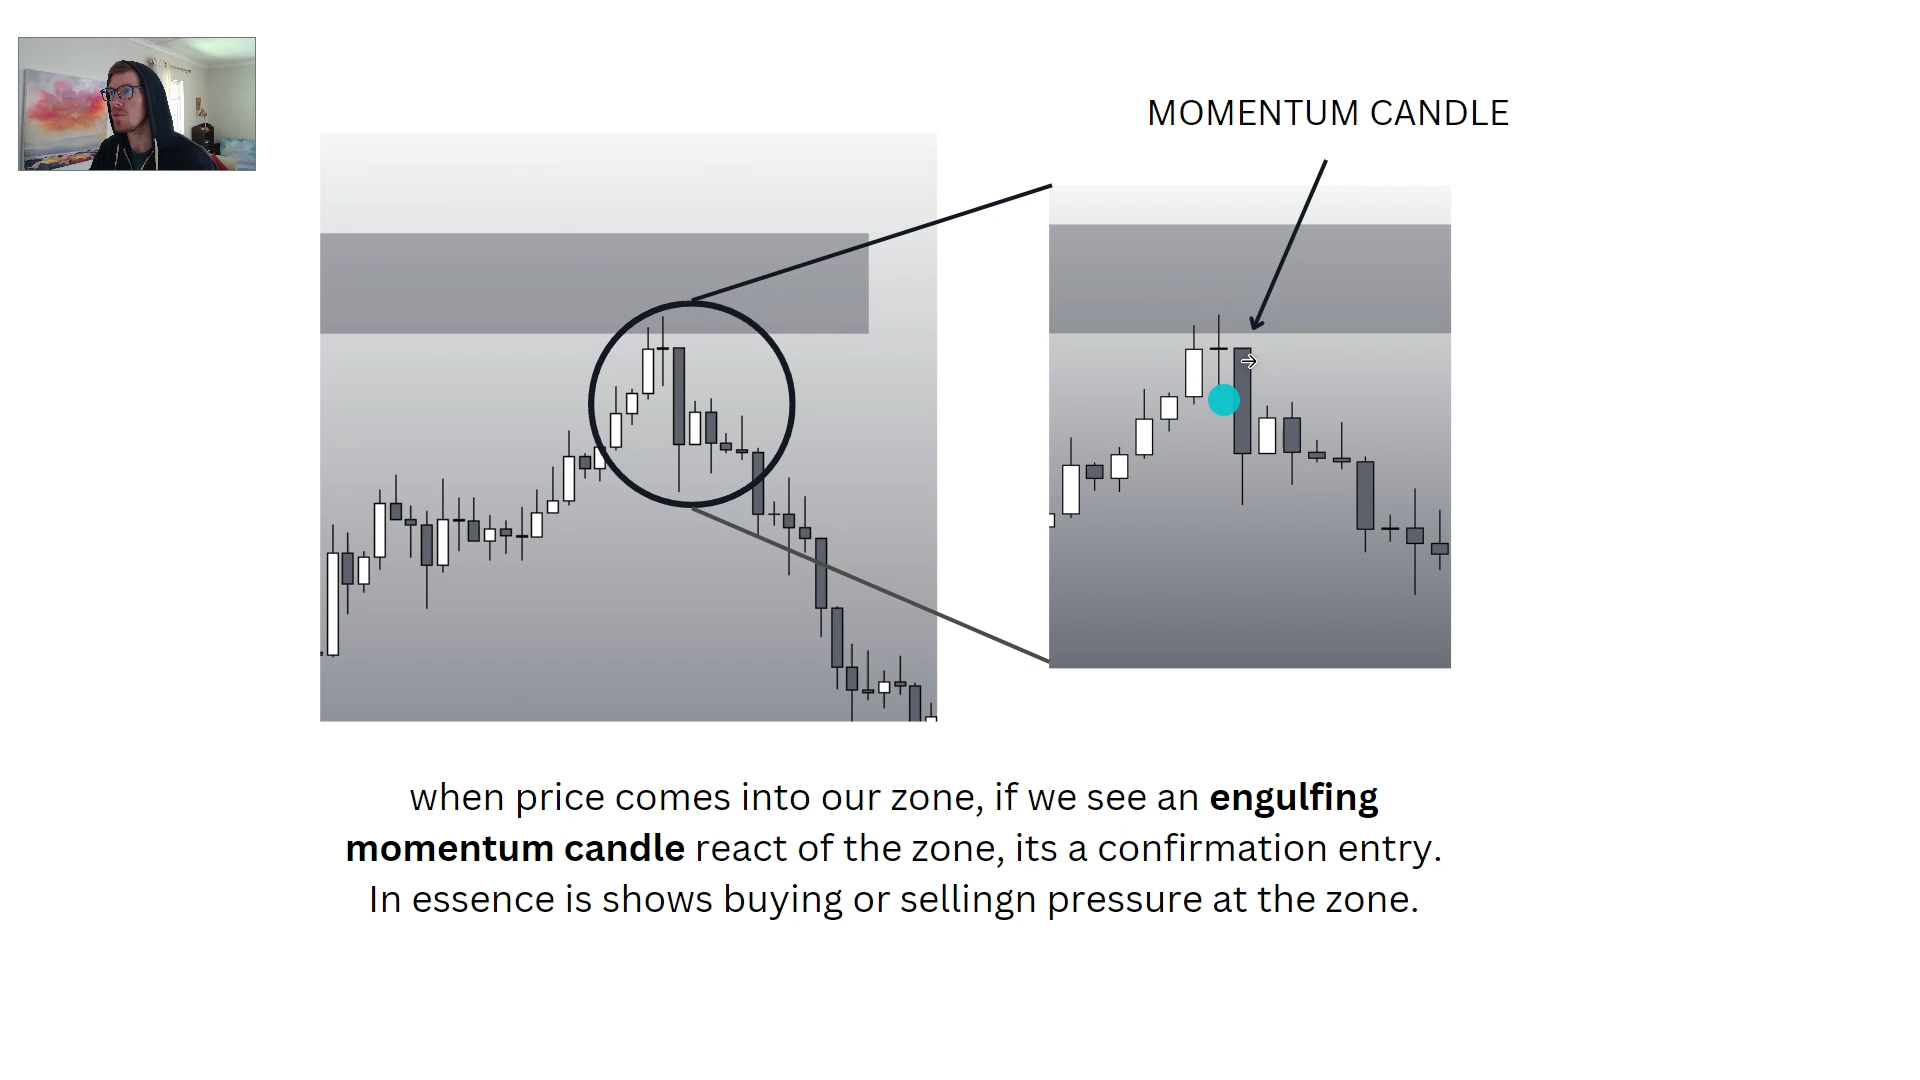 MOMENTUM CANDLE
when price comes into our zone, if we see an engulfing
momentum candle react of the zone, its a confirmation entry.
In essence is shows buying or sellingn pressure at the zone.